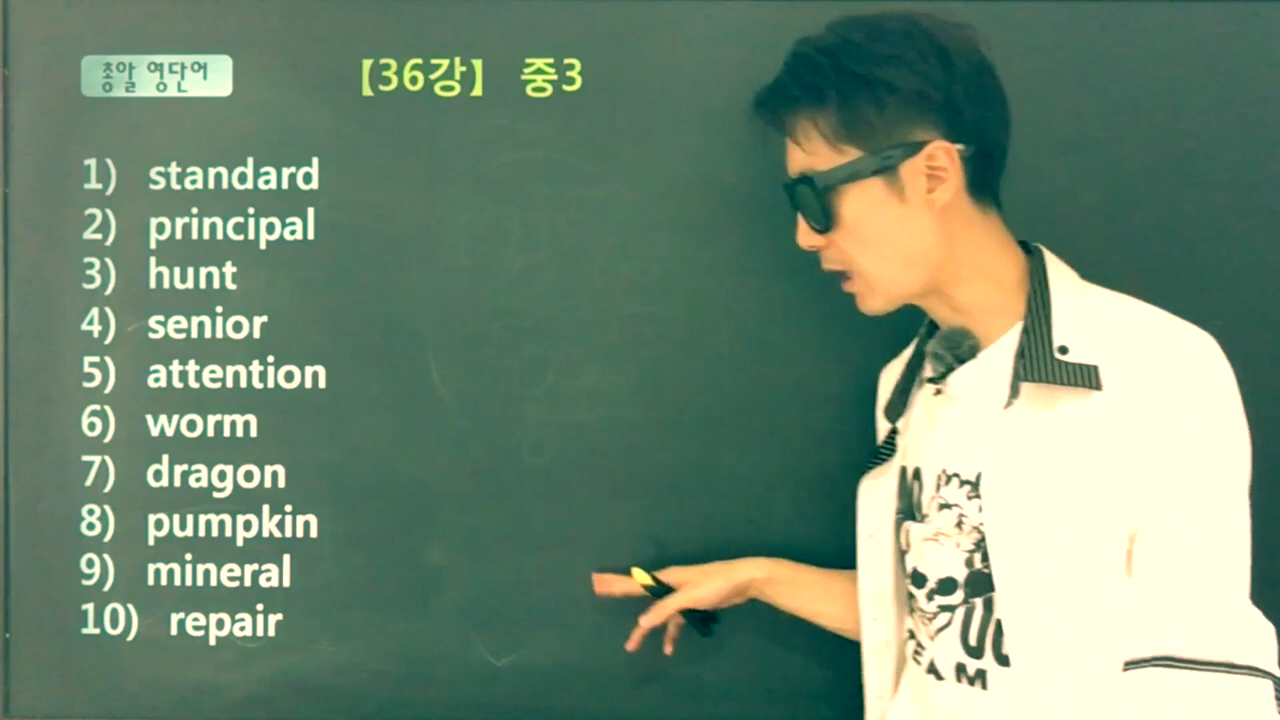 총알 영단어
【36강】 중3
1) standard
2) principal
3) hunt
4) senior
5) attention
6) worm
7) dragon
8) pumpkin
9) mineral
10) repair
EAM